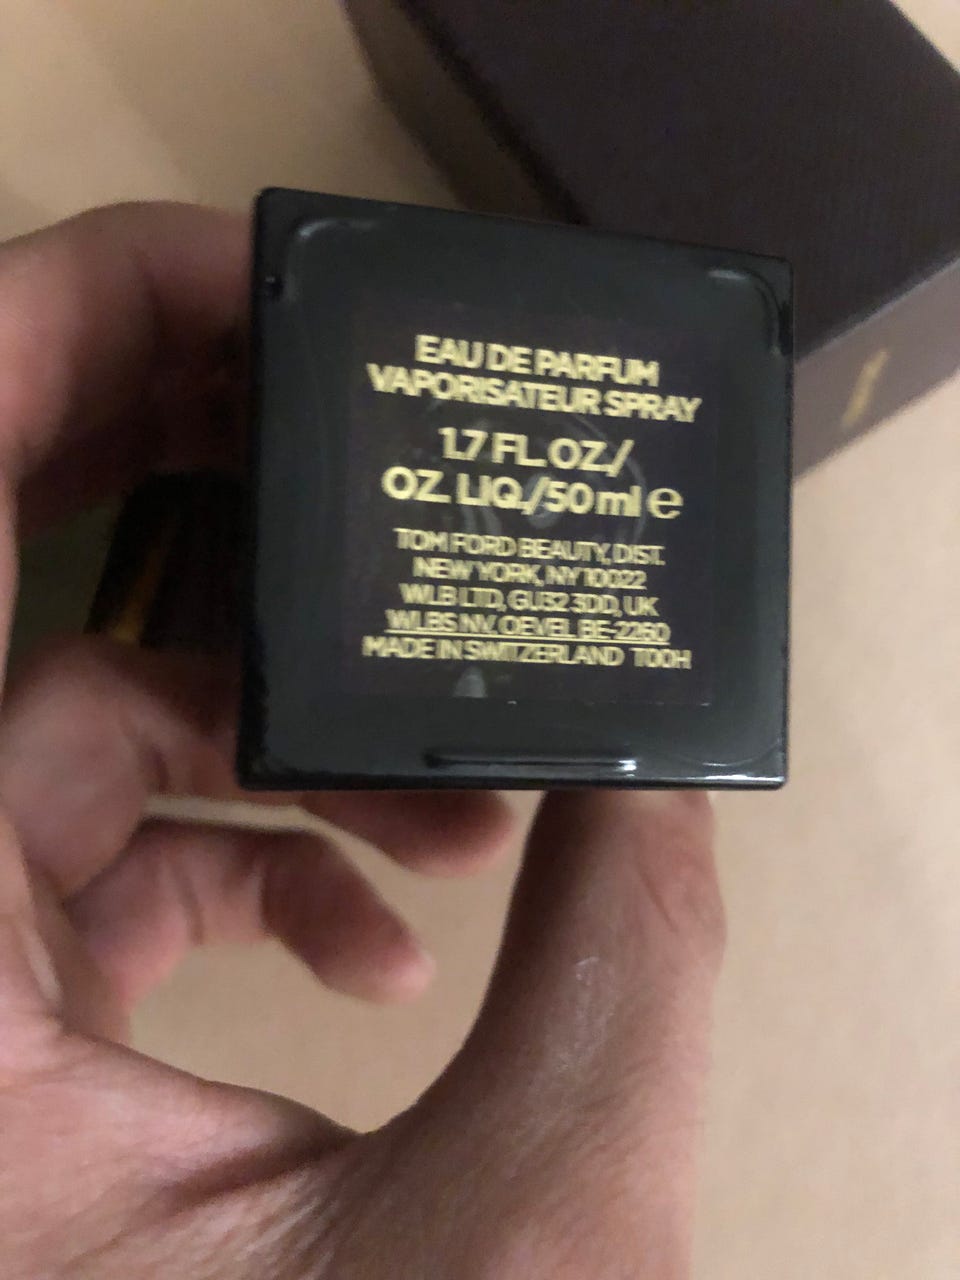 EAU DE PARFUM
VAPORISATEUR SPRAY
1.7 FL. OZ./
OZ. LIQ./50 ml ℮
TOM FORD BEAUTY, DIST.
NEW YORK, NY 10022
WLB LTD, GU32 3DD, UK
WLBS NV, OEVEL BE-2260
MADE IN SWITZERLAND T00H